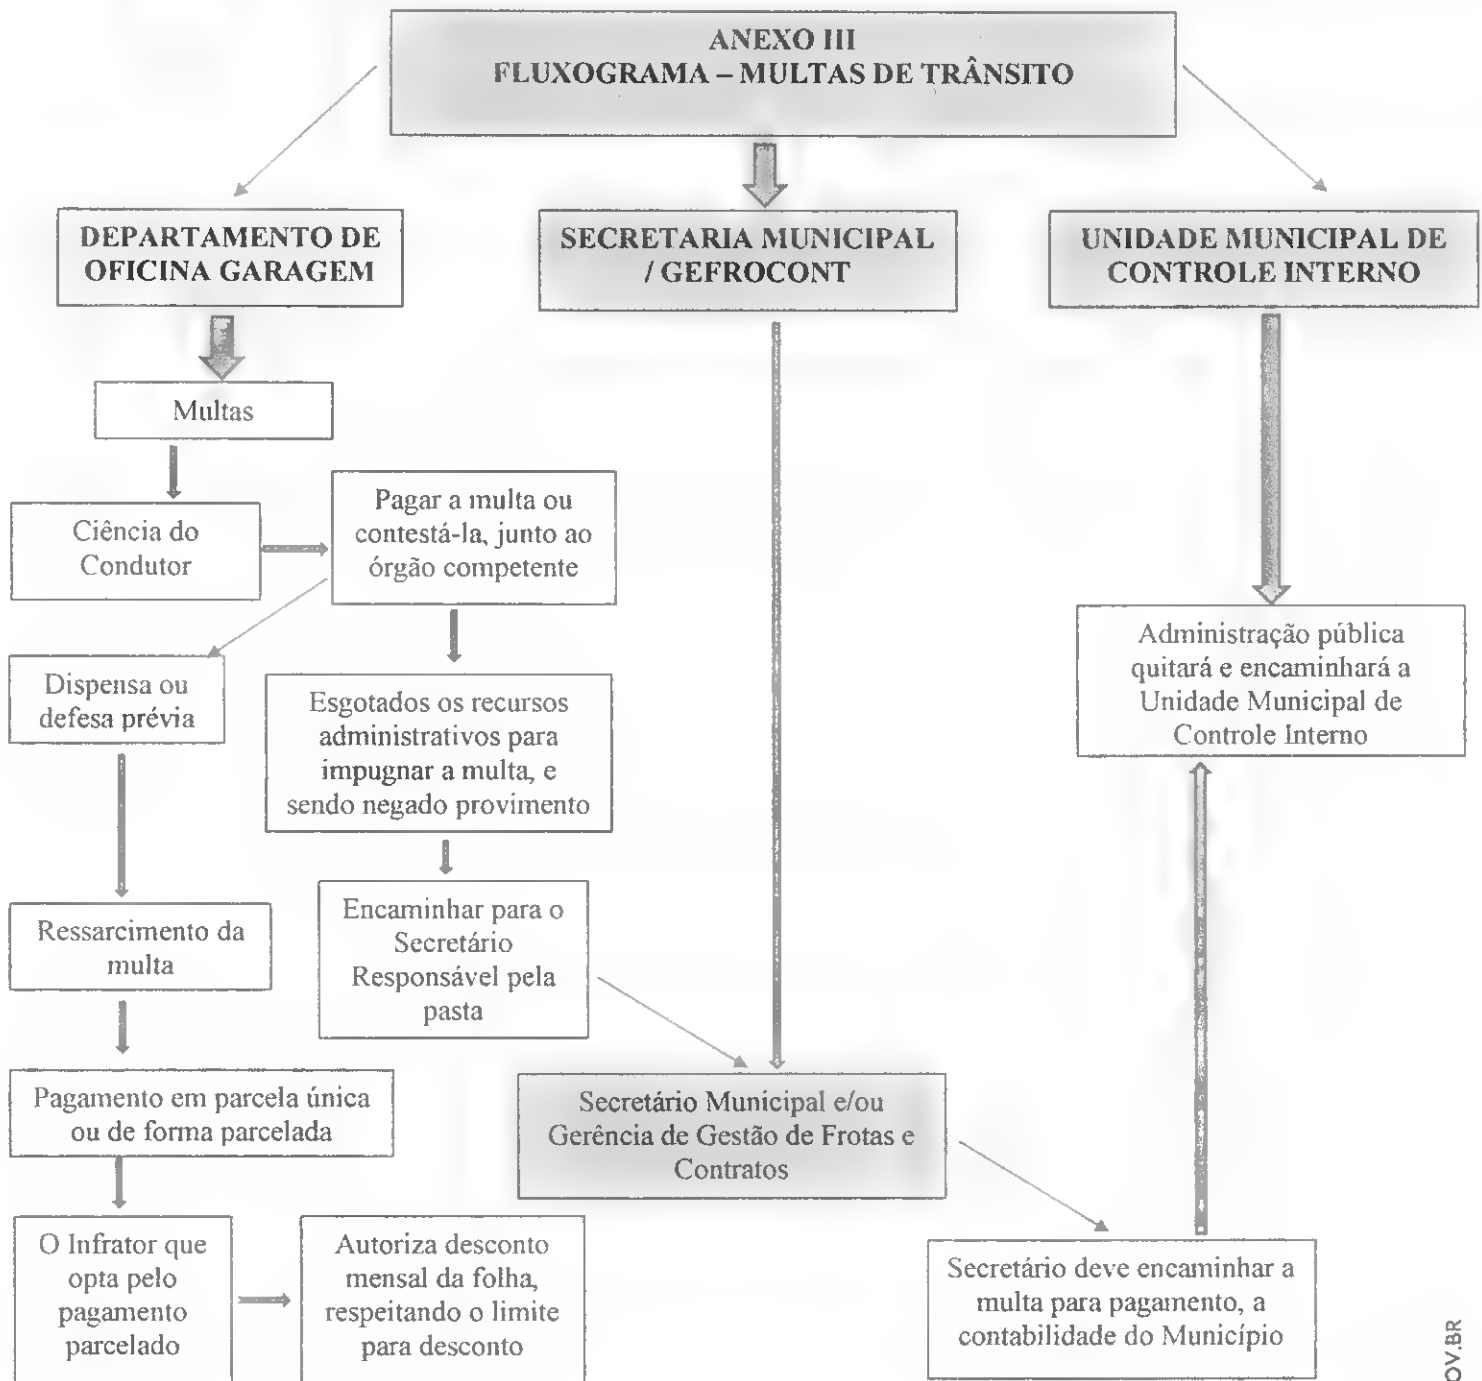 ANEXO III
FLUXOGRAMA – MULTAS DE TRÂNSITO
DEPARTAMENTO DE
OFICINA GARAGEM
SECRETARIA MUNICIPAL
/ GEFROCONT
UNIDADE MUNICIPAL DE
CONTROLE INTERNO
Multas
Ciência do
Condutor
Pagar a multa ou
contestá-la, junto ao
órgão competente
Dispensa ou
defesa prévia
Esgotados os recursos
administrativos para
impugnar a multa, e
sendo negado provimento
Administração pública
quitará e encaminhará a
Unidade Municipal de
Controle Interno
Ressarcimento da
multa
Encaminhar para o
Secretário
Responsável pela
pasta
Pagamento em parcela única
ou de forma parcelada
Secretário Municipal e/ou
Gerência de Gestão de Frotas e
Contratos
O Infrator que
opta pelo
pagamento
parcelado
Autoriza desconto
mensal da folha,
respeitando o limite
para desconto
Secretário deve encaminhar a
multa para pagamento, a
contabilidade do Município
OV.BR